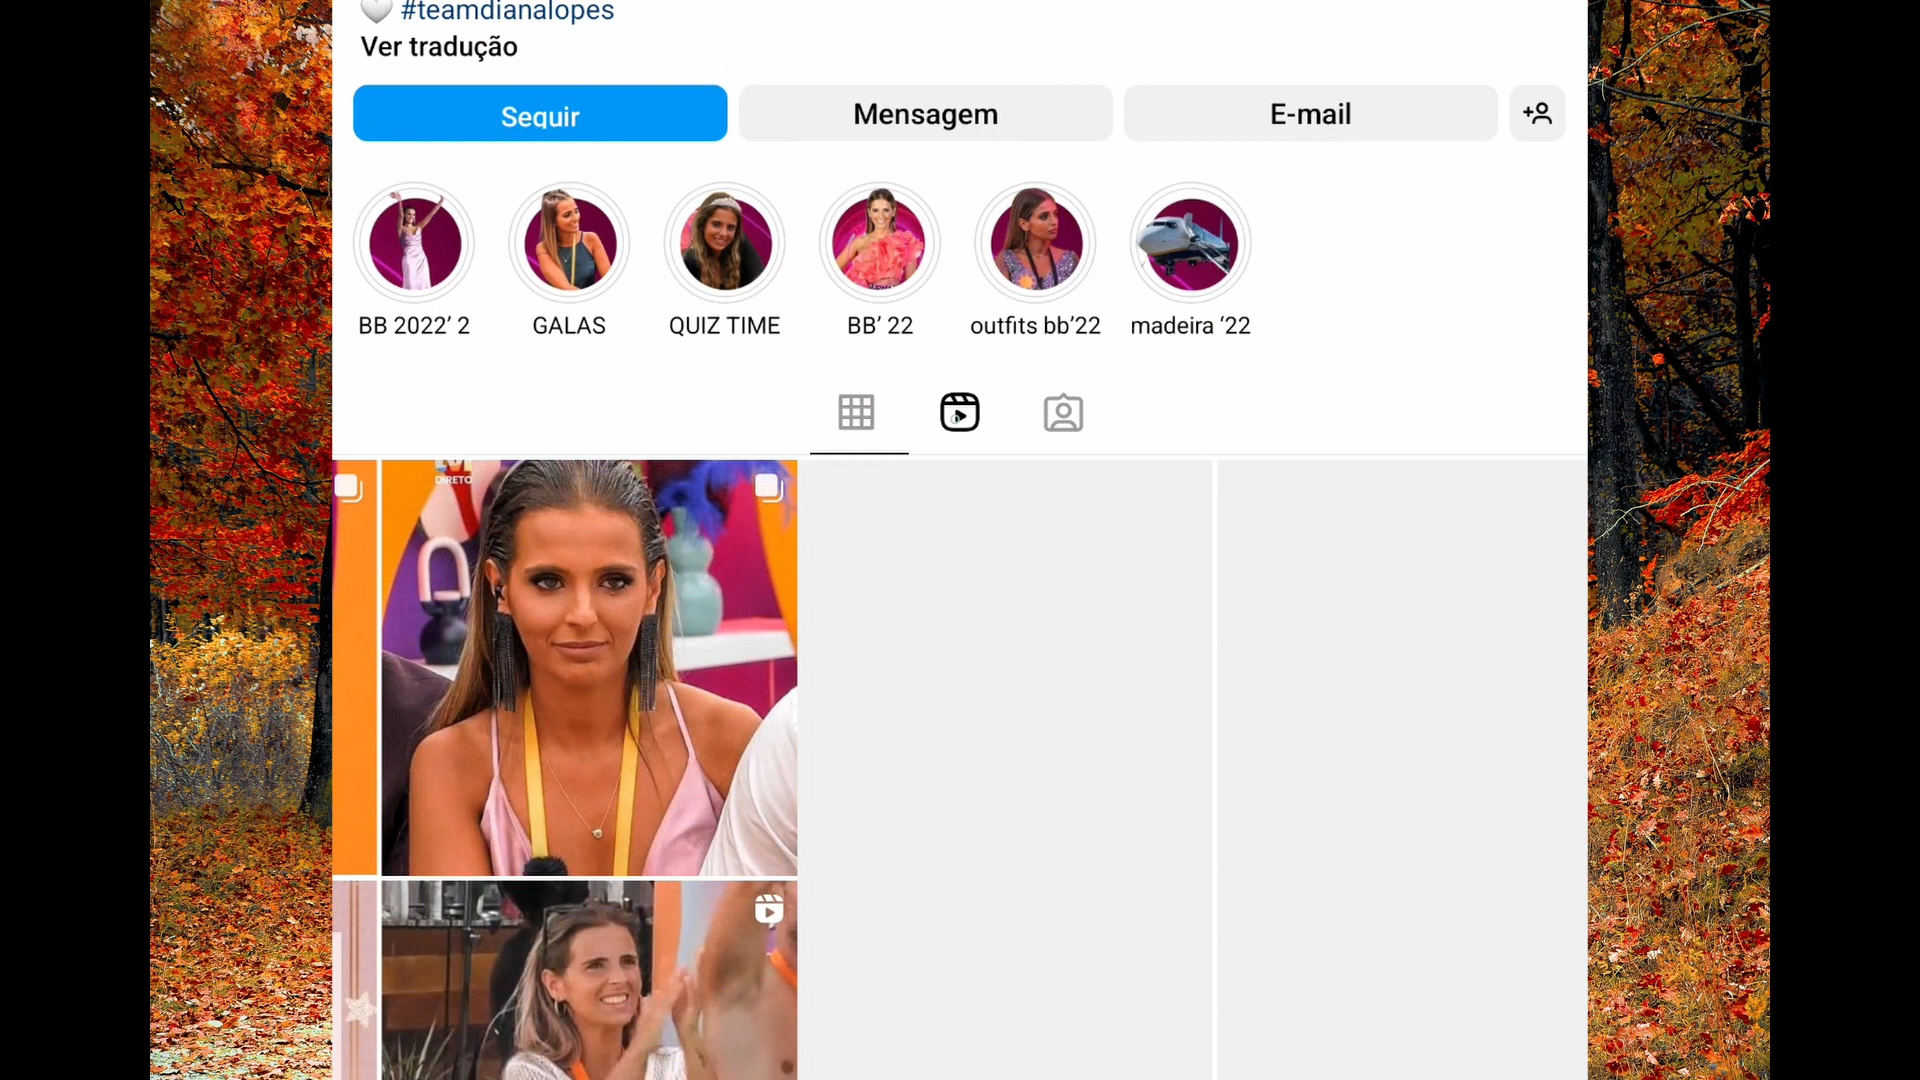 #teamdianalopes
Ver tradução
Seguir
Mensagem
E-mail
BB 2022’ 2
GALAS
QUIZ TIME
BB’ 22
outfits bb’22
madeira ‘22
DIRETO